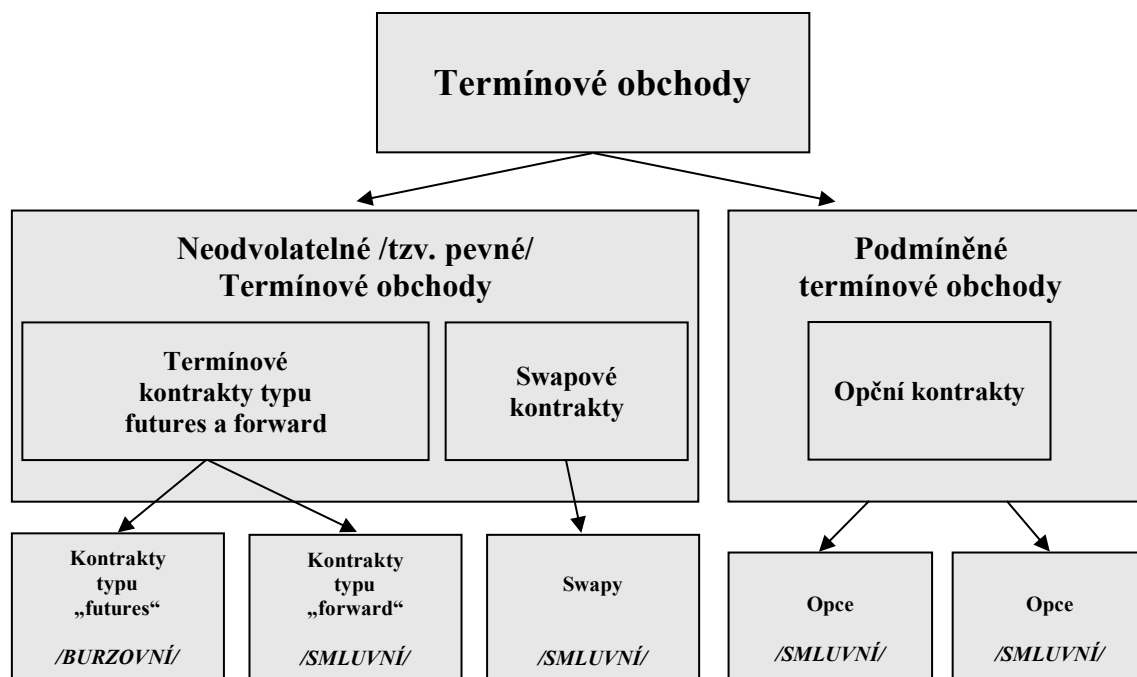 Termínové obchody
Neodvolatelné /tzv. pevné/
Termínové obchody
Podmíněné
termínové obchody
Termínové
kontrakty typu
futures a forward
Swapové
kontrakty
Opční kontrakty
Kontrakty
typu
„futures“
/BURZOVNÍ/
Kontrakty
typu
„forward“
/SMLUVNÍ/
Swapy
/SMLUVNÍ/
Opce
/SMLUVNÍ/
Opce
/SMLUVNÍ/